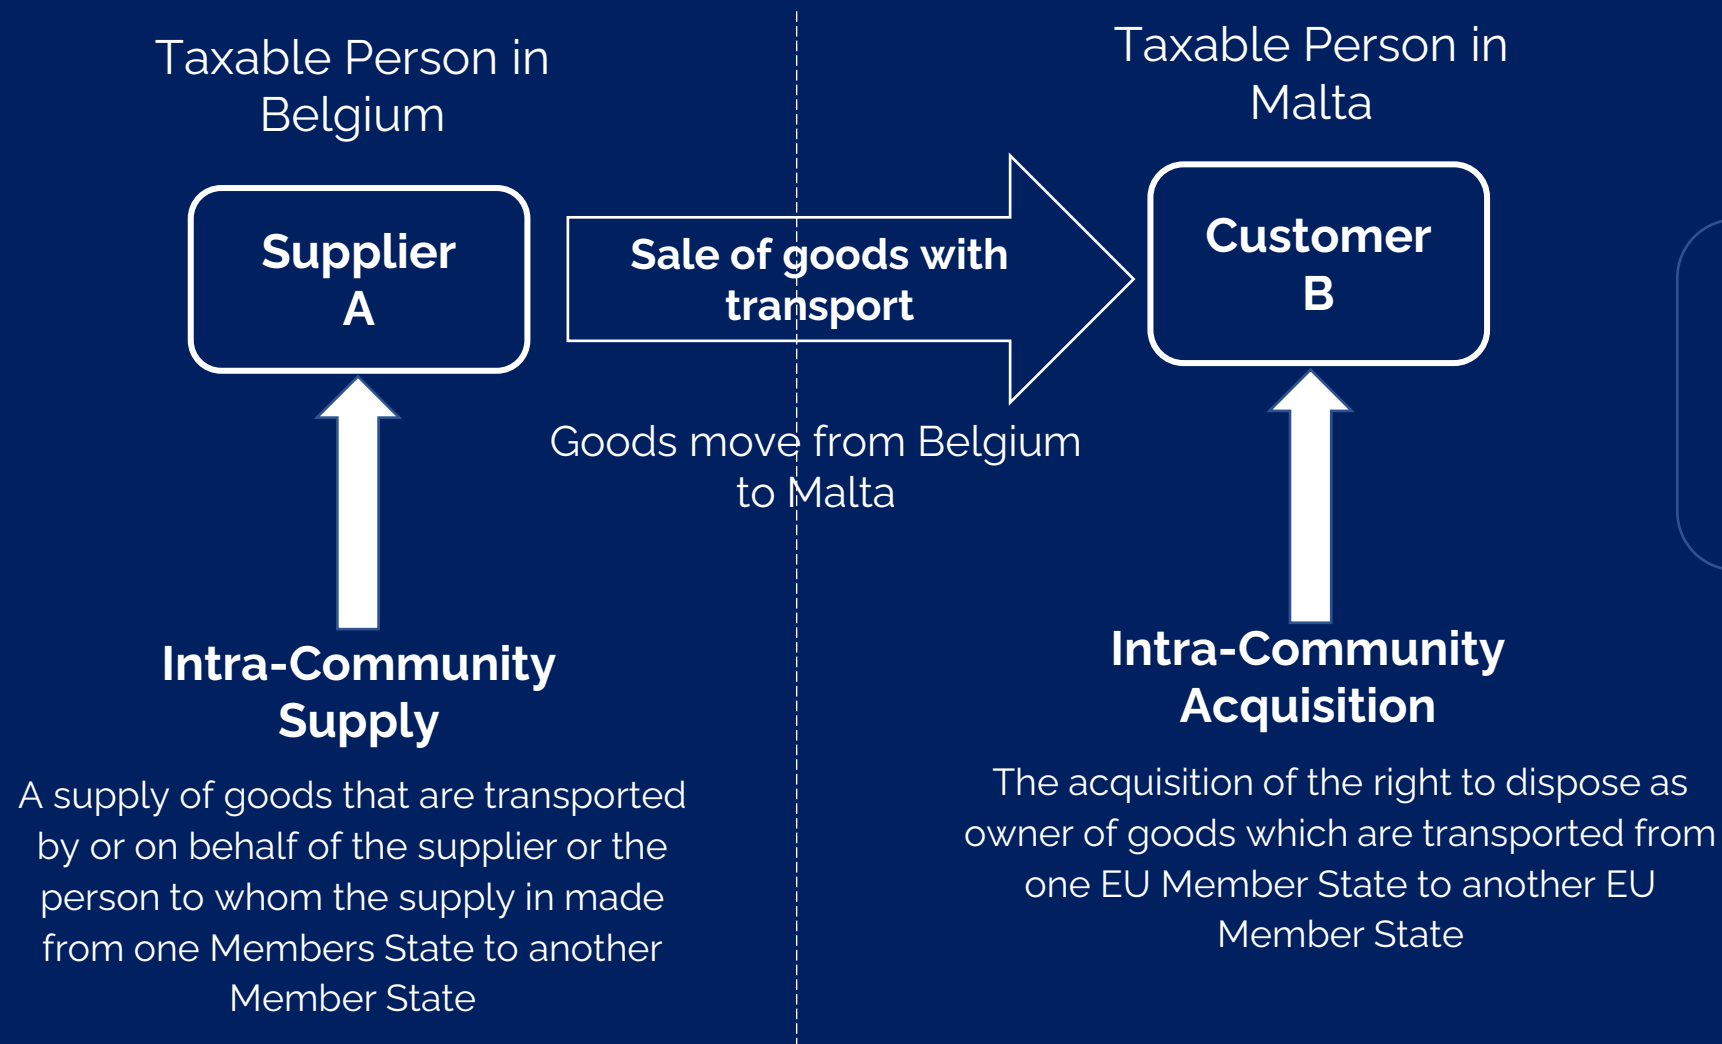 Taxable Person in
Belgium
Supplier
A
Sale of goods with
transport
Goods move from Belgium
to Malta
Taxable Person in
Malta
Customer
B
Intra-Community
Supply
A supply of goods that are transported
by or on behalf of the supplier or the
person to whom the supply in made
from one Members State to another
Member State
Intra-Community
Acquisition
The acquisition of the right to dispose as
owner of goods which are transported from
one EU Member State to another EU
Member State